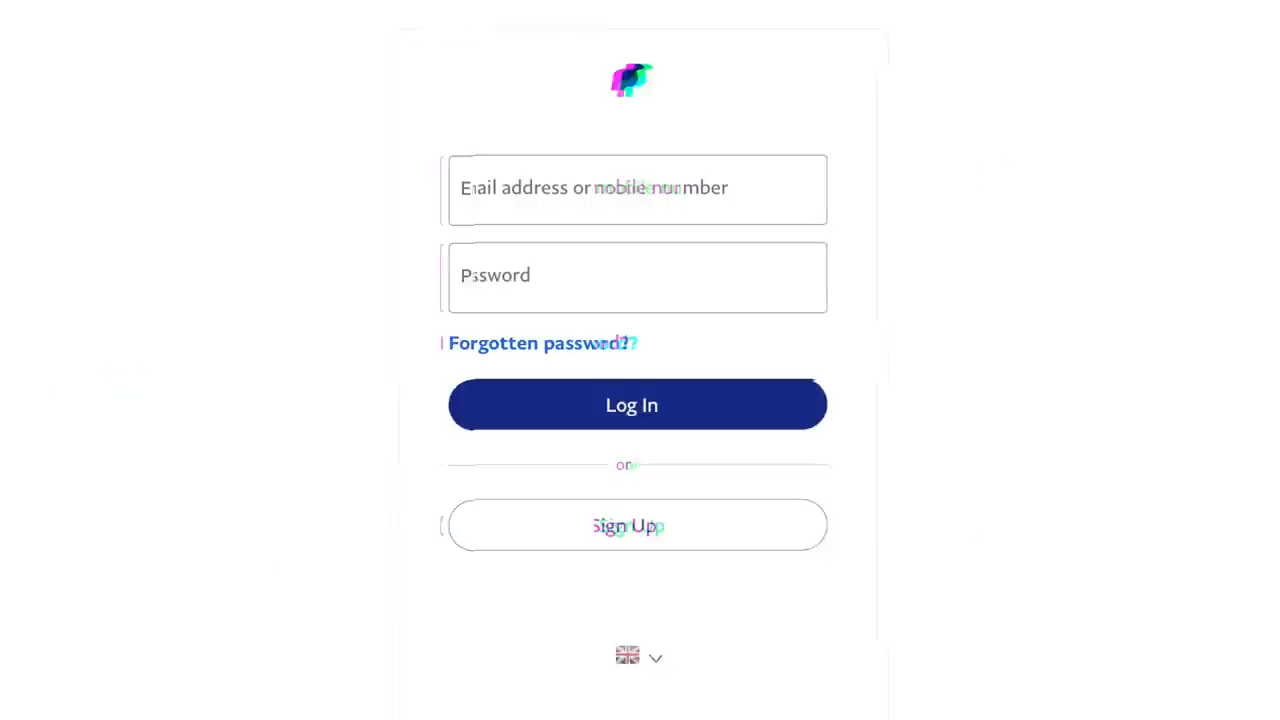 Email address or mobile number
Password
Forgotten password?
Log In
or
Sign Up